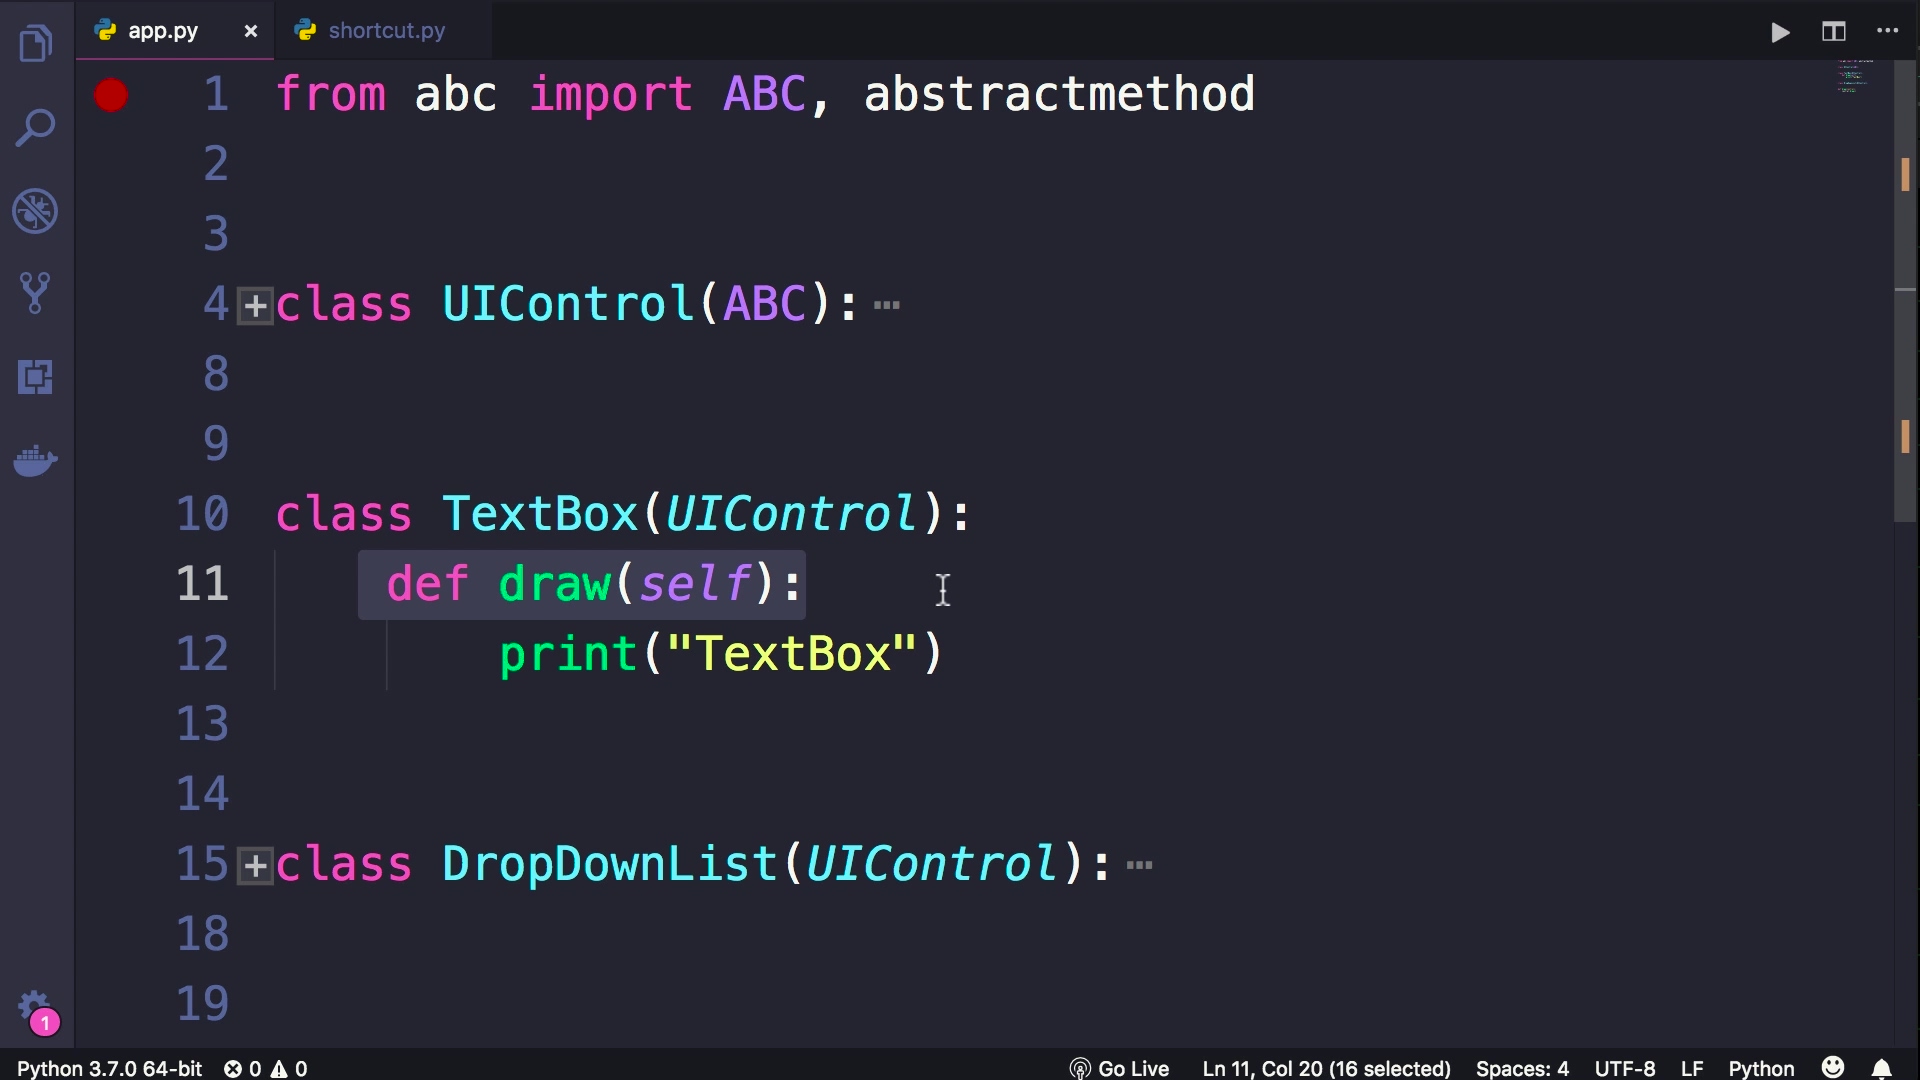 app.py × shortcut.py
1 from abc import ABC, abstractmethod
2
3
4 class UIControl(ABC):
8
9
10 class TextBox(UIControl):
11 def draw(self):
12 print("TextBox")
13
14
15 class DropDownList(UIControl):
18
19
1
Python 3.7.0 64-bit 0 0 Go Live Ln 11, Col 20 (16 selected) Spaces: 4 UTF-8 LF Python